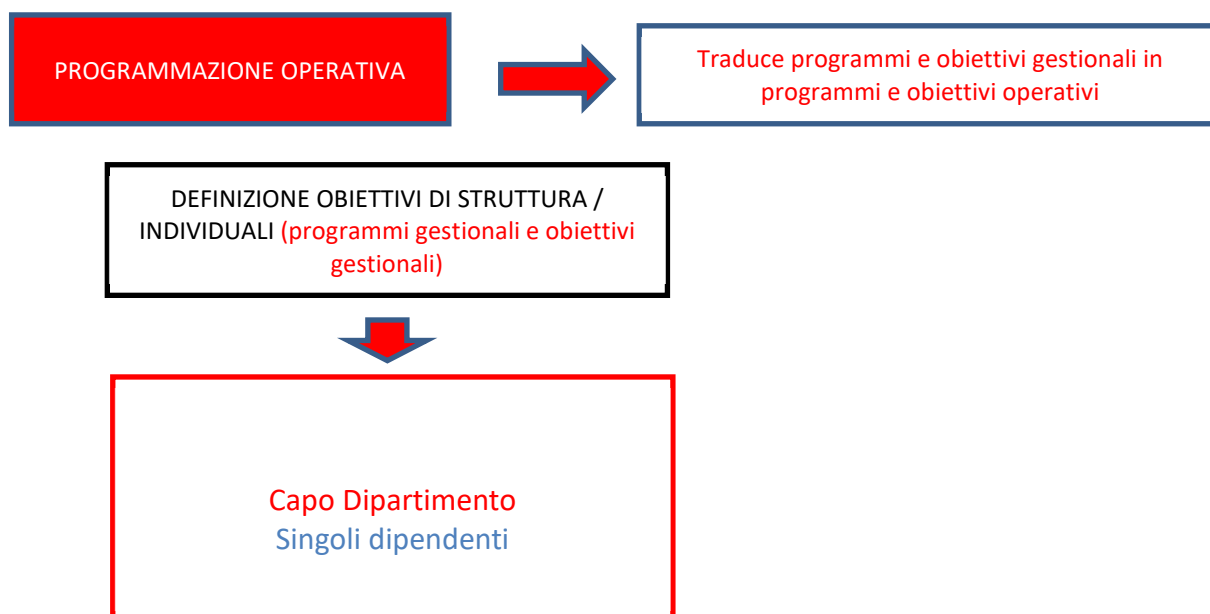 PROGRAMMAZIONE OPERATIVA
Traduce programmi e obiettivi gestionali in
programmi e obiettivi operativi
DEFINIZIONE OBIETTIVI DI STRUTTURA /
INDIVIDUALI (programmi gestionali e obiettivi
gestionali)
Capo Dipartimento
Singoli dipendenti